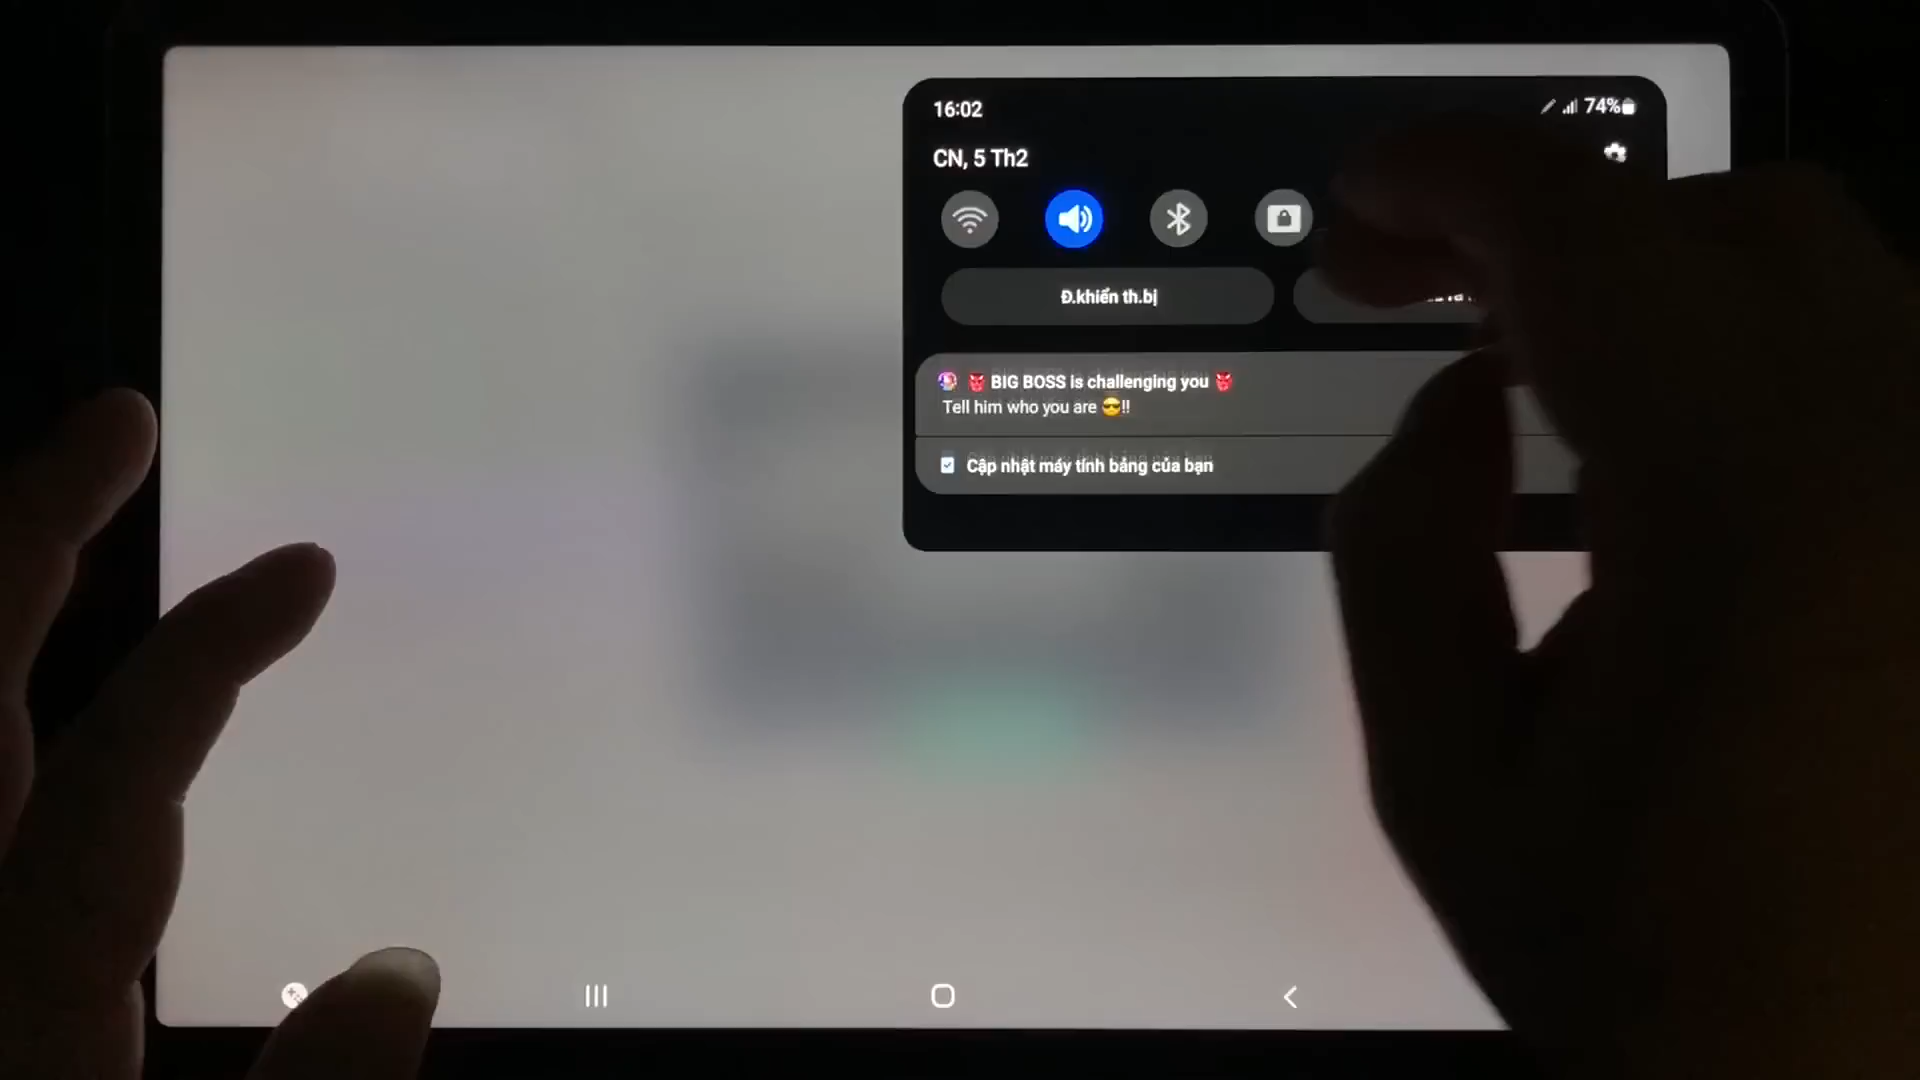 16:02
74%
CN, 5 Th2
Đ.khiển th.bị
👹 BIG BOSS is challenging you 👹
Tell him who you are 😎!!
Cập nhật máy tính bảng của bạn